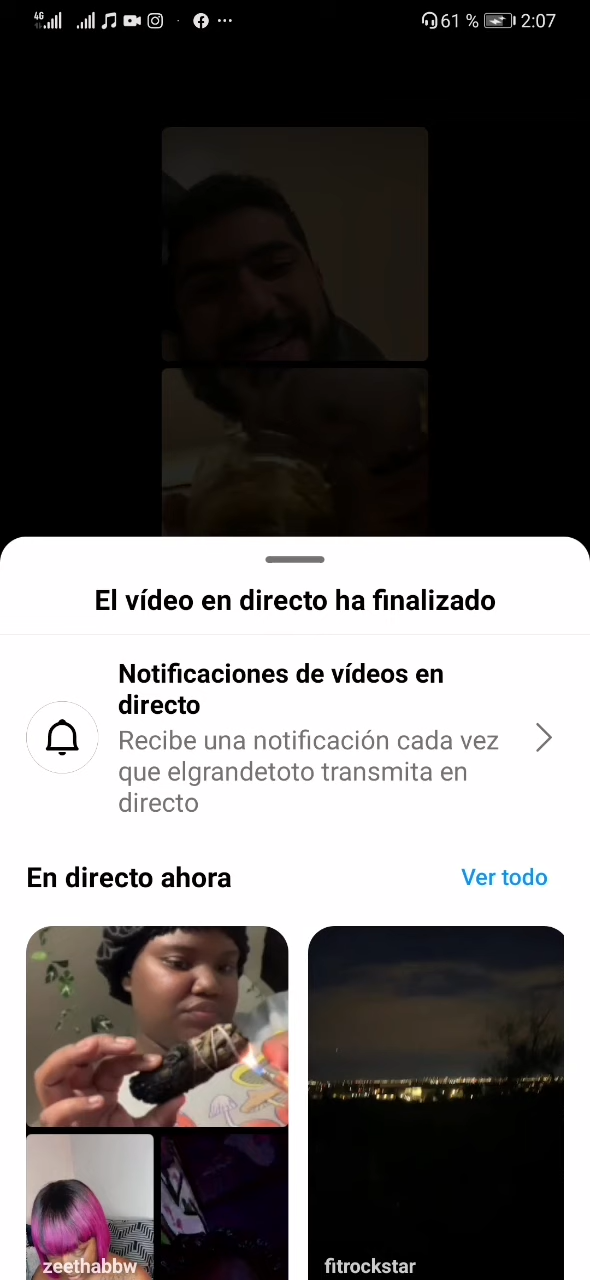 4G 61 % 2:07
El vídeo en directo ha finalizado
Notificaciones de vídeos en
directo
Recibe una notificación cada vez
que elgrandetoto transmita en
directo
En directo ahora Ver todo
zeethabbw fitrockstar